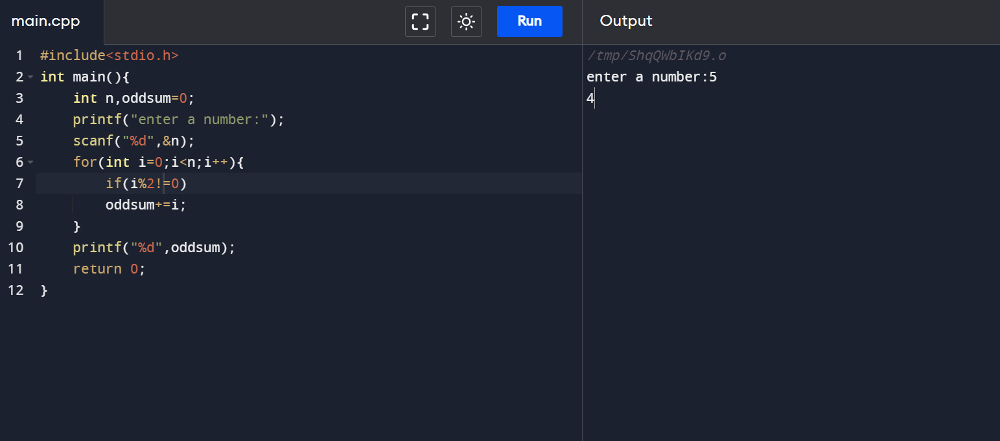 main.cpp
Run
Output
1 #include<stdio.h>
2 int main(){
3     int n,oddsum=0;
4     printf("enter a number:");
5     scanf("%d",&n);
6     for(int i=0;i<n;i++){
7         if(i%2!=0)
8         oddsum+=i;
9     }
10     printf("%d",oddsum);
11     return 0;
12 }
/tmp/ShqQWbIKd9.o
enter a number:5
4